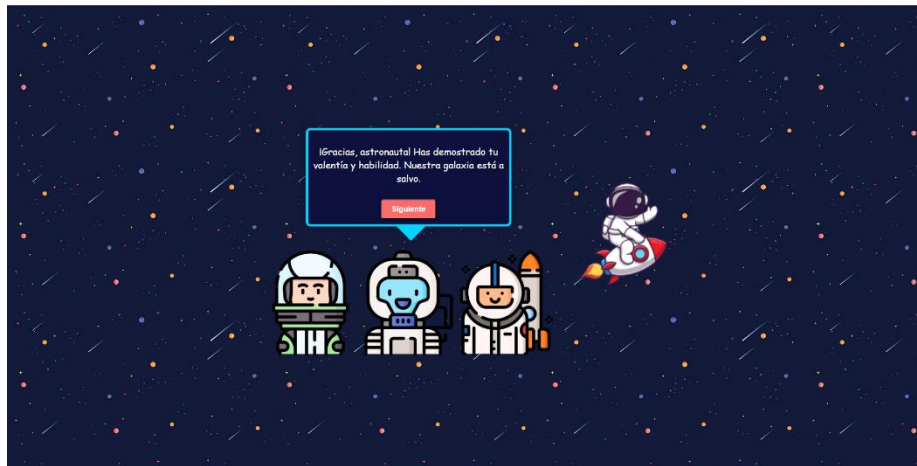 ¡Gracias, astronauta! Has demostrado tu
valentía y habilidad. Nuestra galaxia está a
salvo.
Siguiente